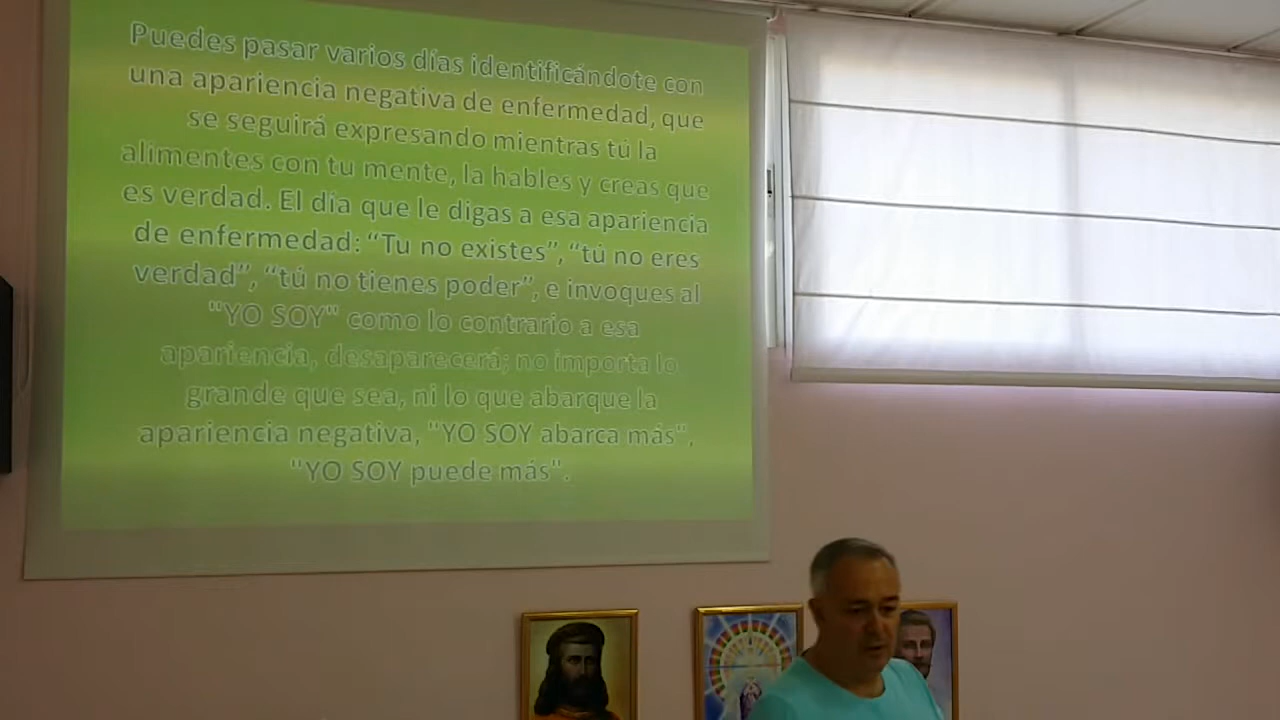 Puedes pasar varios días identificándote con
una apariencia negativa de enfermedad, que
se seguirá expresando mientras tú la
alimentes con tu mente, la hables y creas que
es verdad. El día que le digas a esa apariencia
de enfermedad: “Tu no existes”, “tú no eres
verdad”, “tú no tienes poder”, e invoques al
"YO SOY" como lo contrario a esa
apariencia, desaparecerá; no importa lo
grande que sea, ni lo que abarque la
apariencia negativa, "YO SOY abarca más",
"YO SOY puede más".